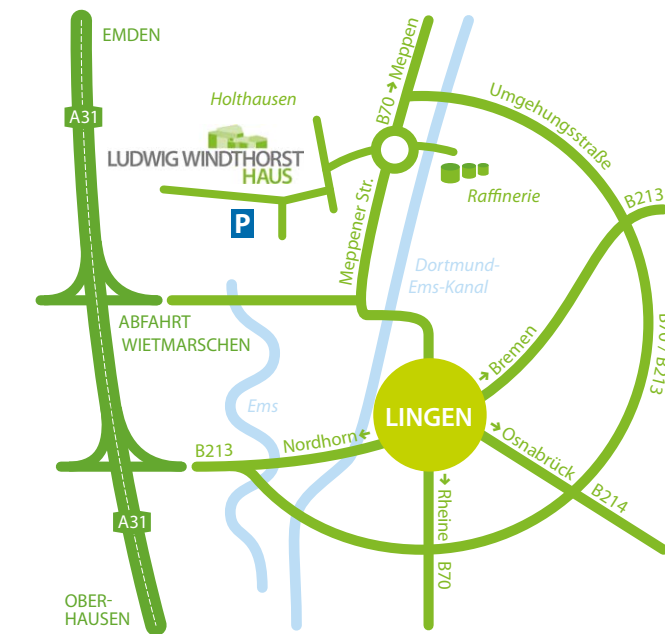 EMDEN
A31
Holthausen
LUDWIG WINDTHORST
HAUS
P
B70 → Meppen
Umgehungsstraße
Raffinerie
B213
Meppener Str.
Dortmund-
Ems-Kanal
ABFAHRT
WIETMARSCHEN
B70 / B213
→ Bremen
Ems
LINGEN
B213
Nordhorn ←
→ Osnabrück
B214
→ Rheine
B70
A31
OBER-
HAUSEN